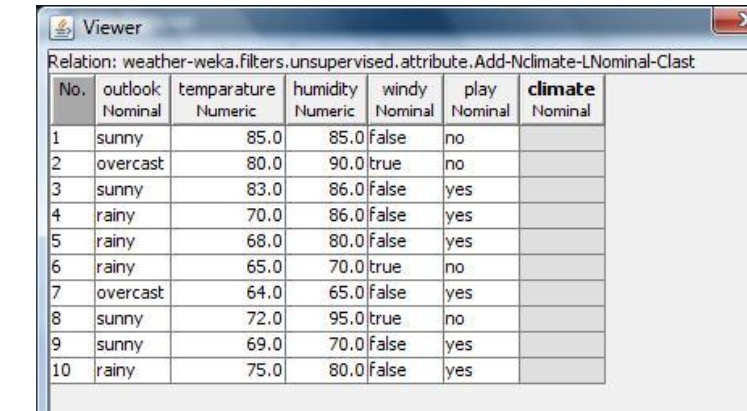 Viewer
Relation: weather-weka.filters.unsupervised.attribute.Add-Nclimate-LNominal-Clast
No. outlook temparature humidity windy play climate
Nominal Numeric Numeric Nominal Nominal Nominal
1 sunny 85.0 85.0 false no
2 overcast 80.0 90.0 true no
3 sunny 83.0 86.0 false yes
4 rainy 70.0 86.0 false yes
5 rainy 68.0 80.0 false yes
6 rainy 65.0 70.0 true no
7 overcast 64.0 65.0 false yes
8 sunny 72.0 95.0 true no
9 sunny 69.0 70.0 false yes
10 rainy 75.0 80.0 false yes